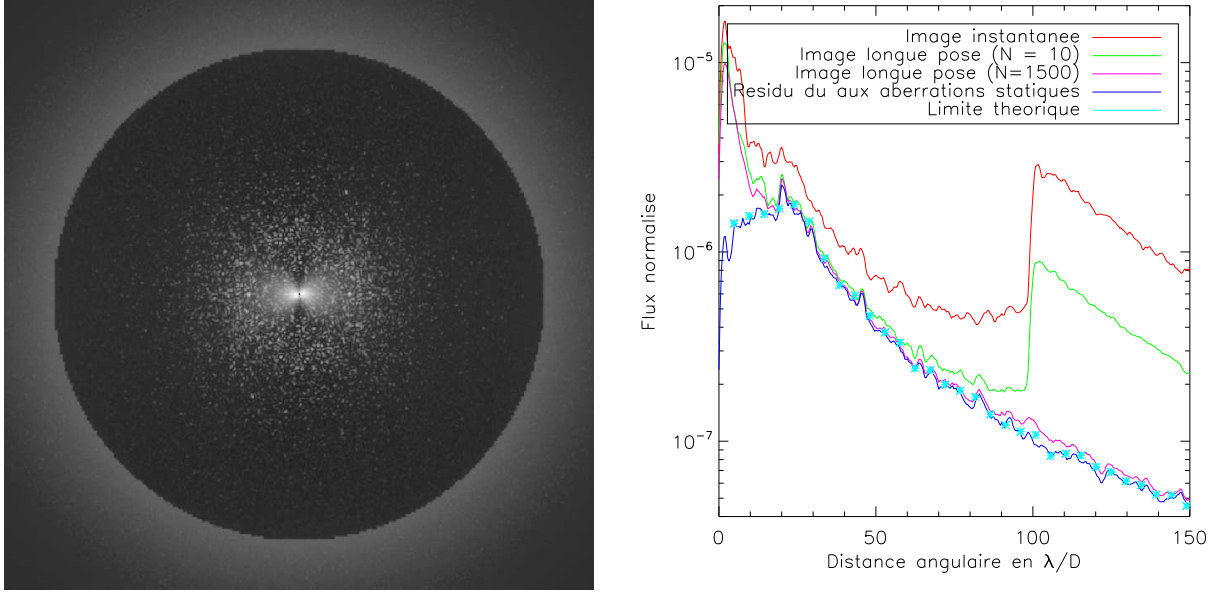 Image instantanee
Image longue pose (N = 10)
Image longue pose (N=1500)
Residu du aux aberrations statiques
Limite theorique
10⁻⁵
10⁻⁶
10⁻⁷
Flux normalise
0 50 100 150
Distance angulaire en λ/D